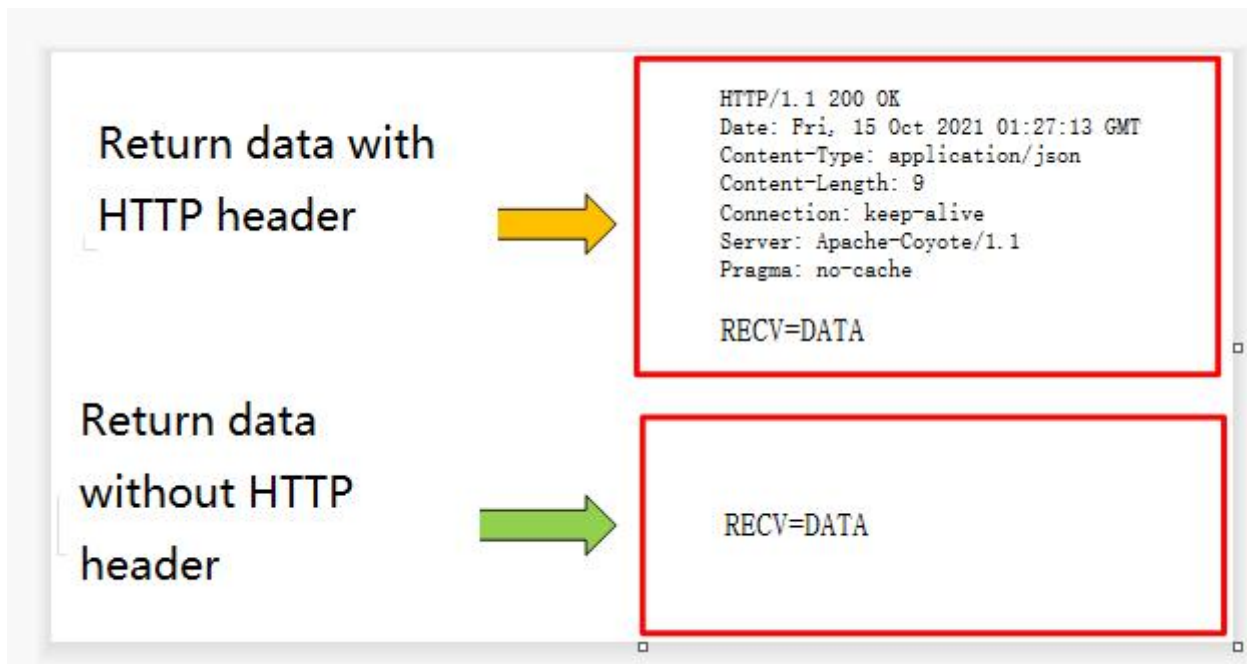 Return data with
HTTP header
HTTP/1.1 200 OK
Date: Fri, 15 Oct 2021 01:27:13 GMT
Content-Type: application/json
Content-Length: 9
Connection: keep-alive
Server: Apache-Coyote/1.1
Pragma: no-cache
RECV=DATA
Return data
without HTTP
header
RECV=DATA